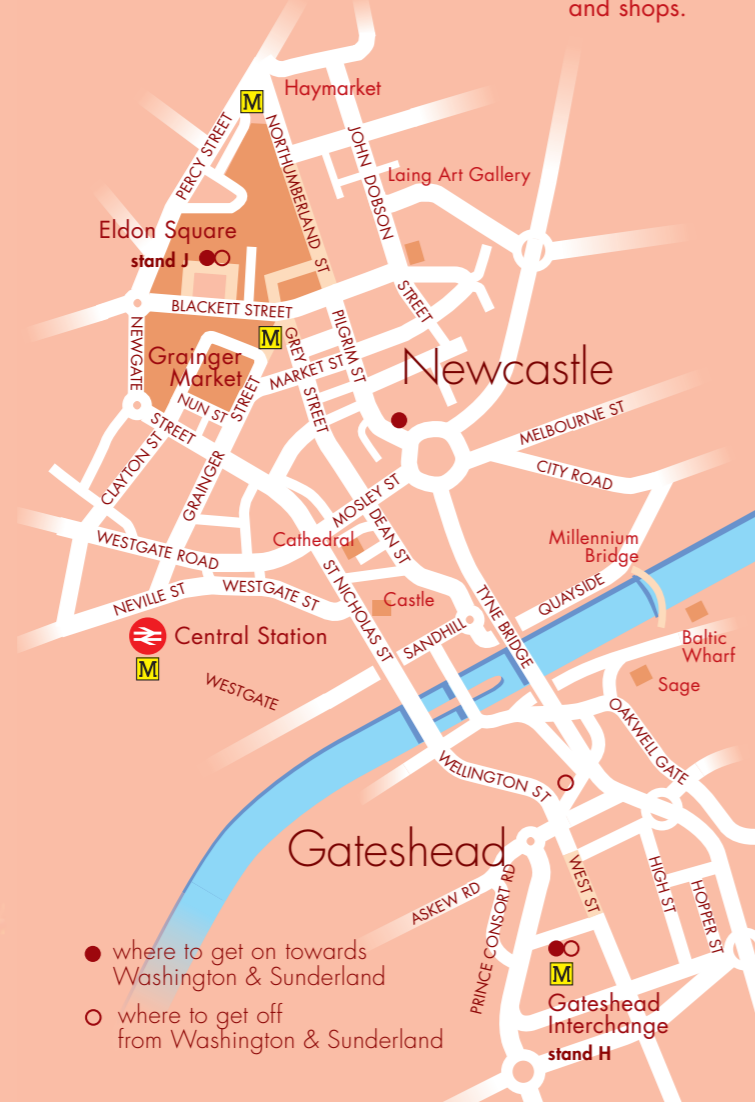 and shops.
M
Haymarket
PERCY STREET
NORTHUMBERLAND ST
JOHN DOBSON
STREET
Laing Art Gallery
Eldon Square
stand J
BLACKETT STREET
M
NEWGATE
STREET
Grainger
Market
GREY
STREET
PILGRIM ST
MARKET ST
Newcastle
NUN ST
GRAINGER
STREET
CLAYTON ST
MELBOURNE ST
CITY ROAD
MOSLEY ST
DEAN ST
Cathedral
WESTGATE ROAD
Millennium
Bridge
NEVILLE ST
WESTGATE ST
ST NICHOLAS ST
Castle
TYNE BRIDGE
QUAYSIDE
Central Station
M
SANDHILL
Baltic
Wharf
WESTGATE
Sage
OAKWELL GATE
WELLINGTON ST
Gateshead
ASKEW RD
PRINCE CONSORT RD
WEST ST
HIGH ST
HOPPER ST
M
Gateshead
Interchange
stand H
where to get on towards
Washington & Sunderland
where to get off
from Washington & Sunderland